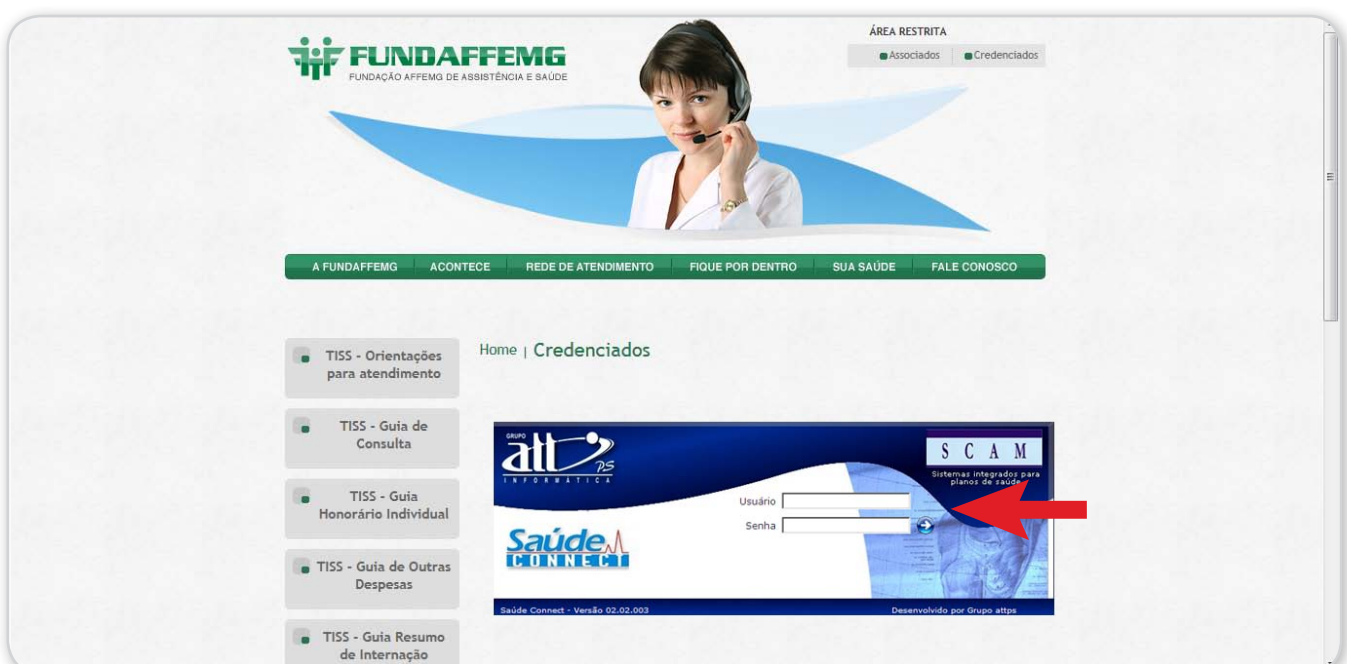 FUNDAFFEMG
FUNDAÇÃO AFFEMG DE ASSISTÊNCIA E SAÚDE
ÁREA RESTRITA
Associados
Credenciados
A FUNDAFFEMG
ACONTECE
REDE DE ATENDIMENTO
FIQUE POR DENTRO
SUA SAÚDE
FALE CONOSCO
TISS - Orientações
para atendimento
TISS - Guia de
Consulta
TISS - Guia
Honorário Individual
TISS - Guia de Outras
Despesas
TISS - Guia Resumo
de Internação
Home | Credenciados
GRUPO
att PS
INFORMÁTICA
SCAM
Sistemas integrados para
planos de saúde
Usuário
Senha
Saúde
CONNECT
Saúde Connect - Versão 02.02.003
Desenvolvido por Grupo attps